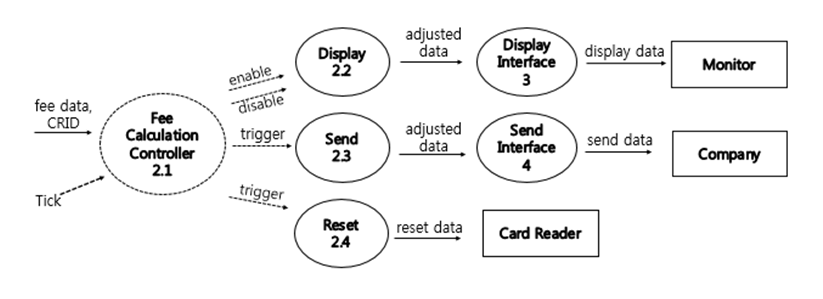 fee data,
CRID
Tick
Fee
Calculation
Controller
2.1
enable
disable
trigger
trigger
Display
2.2
adjusted
data
Display
Interface
3
display data
Monitor
Send
2.3
adjusted
data
Send
Interface
4
send data
Company
Reset
2.4
reset data
Card Reader